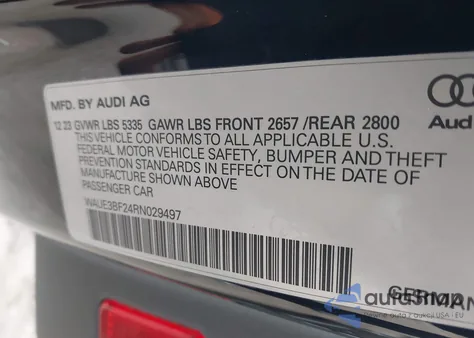 MFD. BY AUDI AG
12 23 GVWR LBS 5335 GAWR LBS FRONT 2657 /REAR 2800
THIS VEHICLE CONFORMS TO ALL APPLICABLE U.S.
FEDERAL MOTOR VEHICLE SAFETY, BUMPER AND THEFT
PREVENTION STANDARDS IN EFFECT ON THE DATE OF
MANUFACTURE SHOWN ABOVE
PASSENGER CAR
WAUE3BF24RN029497
Aud
GERMAN